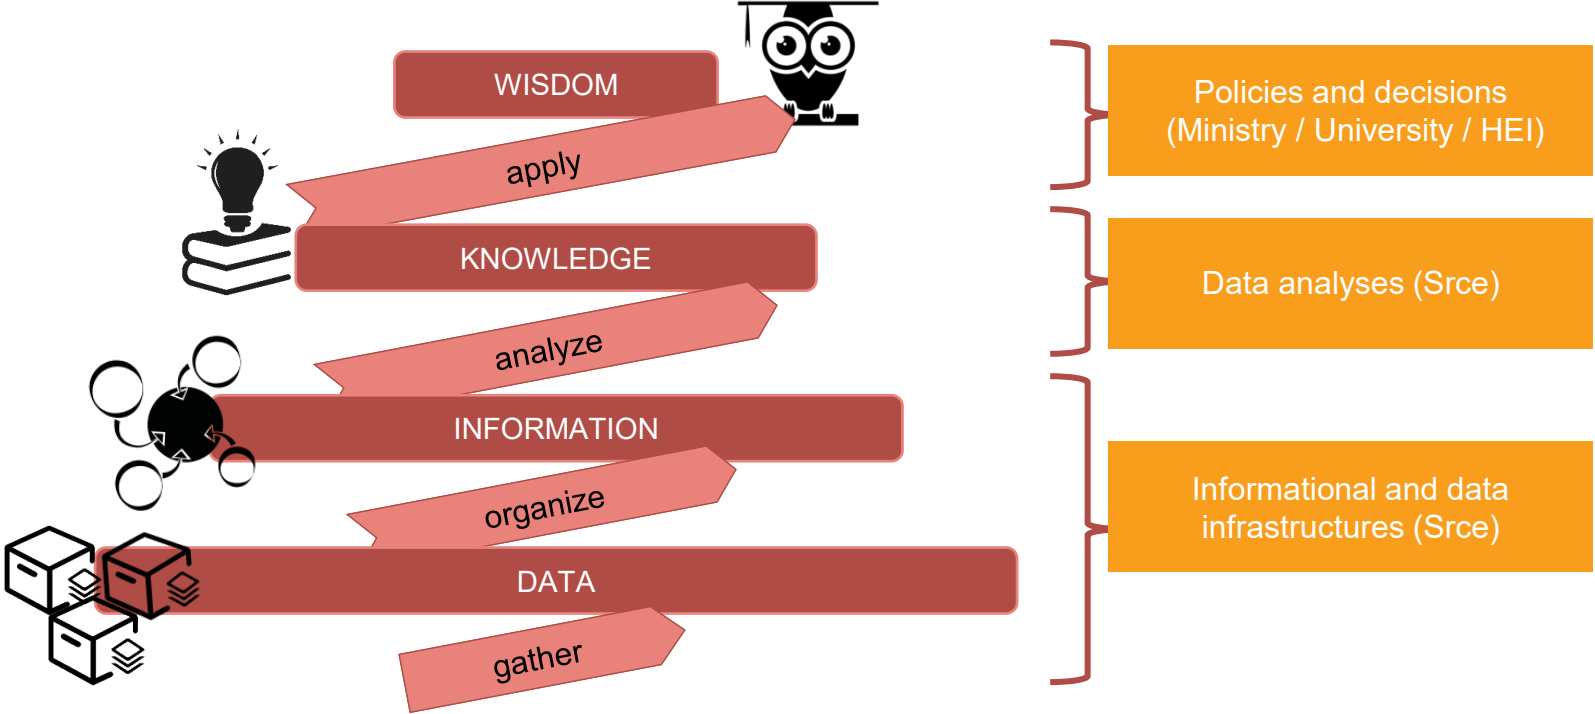 WISDOM
apply
KNOWLEDGE
analyze
INFORMATION
organize
DATA
gather
Policies and decisions
(Ministry / University / HEI)
Data analyses (Srce)
Informational and data
infrastructures (Srce)